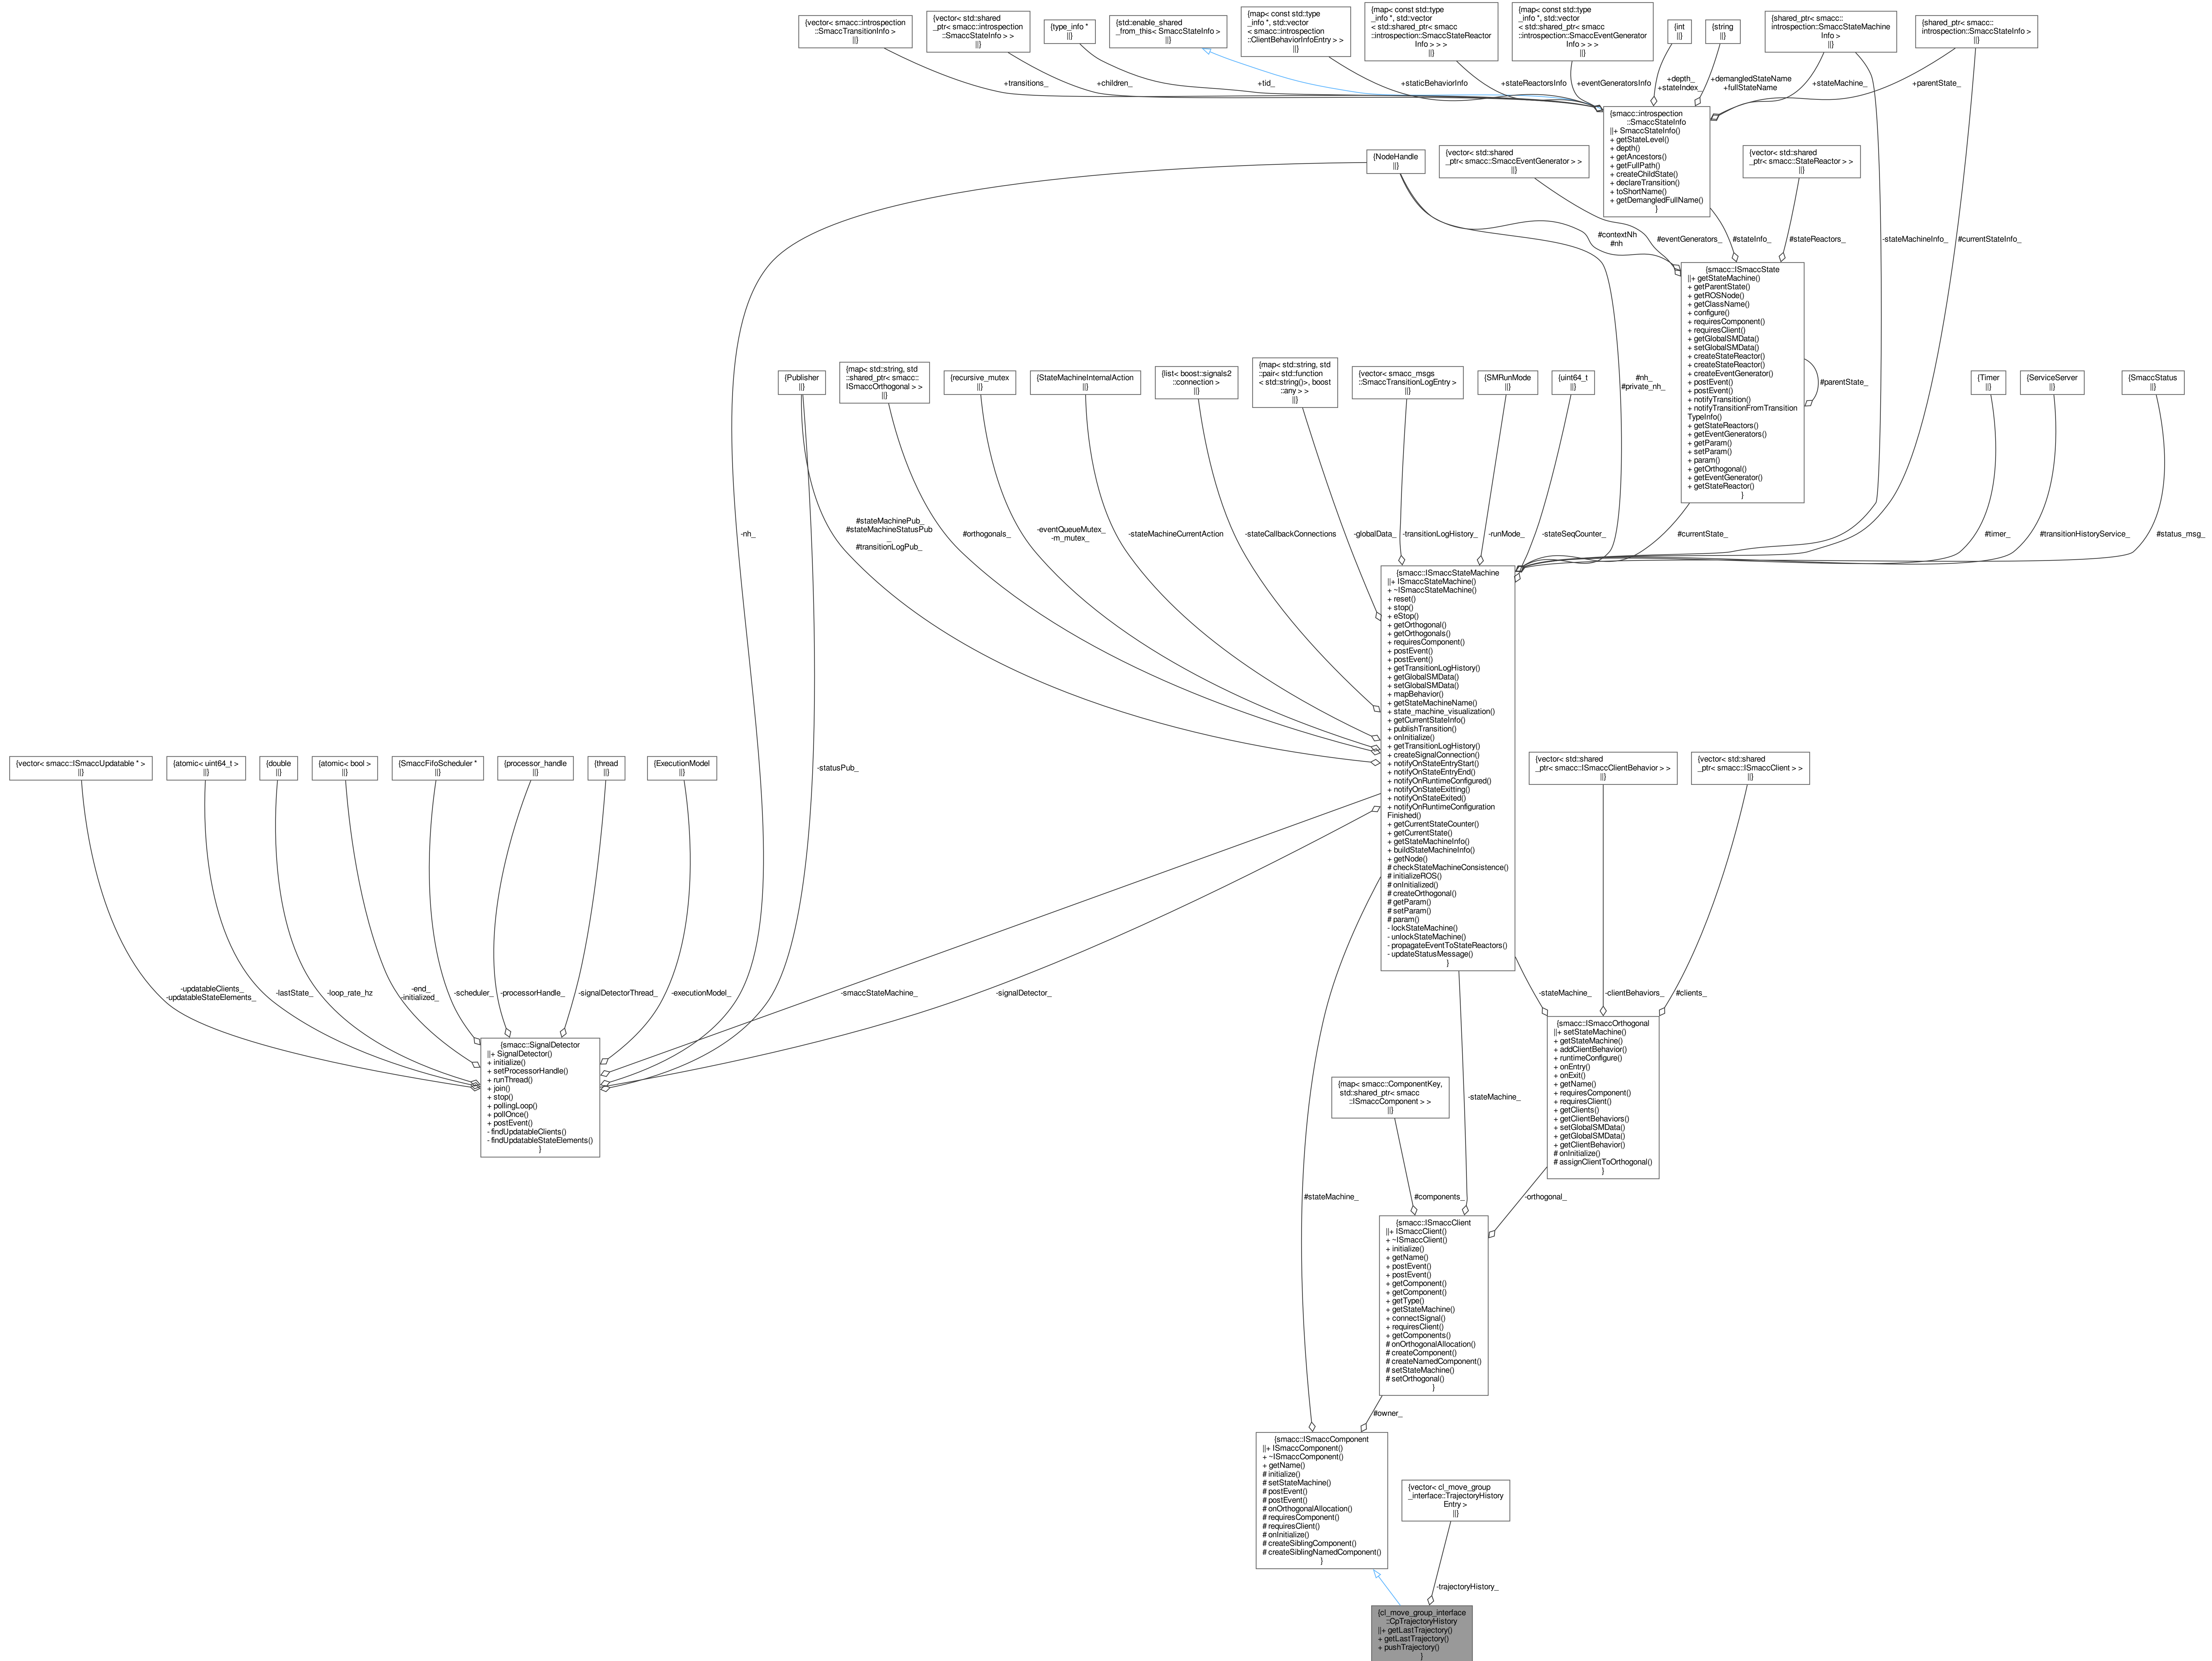 {vector< smacc::introspection
::SmaccTransitionInfo >
||}
{vector< std::shared
_ptr< smacc::introspection
::SmaccStateInfo > >
||}
{type_info *
||}
{std::enable_shared
_from_this< SmaccStateInfo >
||}
{map< const std::type
_info *, std::vector
< smacc::introspection
::ClientBehaviorInfoEntry > >
||}
{map< const std::type
_info *, std::vector
< std::shared_ptr< smacc
::introspection::SmaccStateReactor
Info > > >
||}
{map< const std::type
_info *, std::vector
< std::shared_ptr< smacc
::introspection::SmaccEventGenerator
Info > > >
||}
{int
||}
{string
||}
{shared_ptr< smacc::
introspection::SmaccStateMachine
Info >
||}
{shared_ptr< smacc::
introspection::SmaccStateInfo >
||}
+transitions_
+children_
+tid_
+staticBehaviorInfo
+stateReactorsInfo
+eventGeneratorsInfo
+depth_
+stateIndex_
+demangledStateName
+fullStateName
+stateMachine_
+parentState_
{smacc::introspection
::SmaccStateInfo
||+ SmaccStateInfo()
+ getStateLevel()
+ depth()
+ getAncestors()
+ getFullPath()
+ createChildState()
+ declareTransition()
+ toShortName()
+ getDemangledFullName()
}
{NodeHandle
||}
{vector< std::shared
_ptr< smacc::SmaccEventGenerator > >
||}
{vector< std::shared
_ptr< smacc::StateReactor > >
||}
#contextNh
#nh
#eventGenerators_
#stateInfo_
#stateReactors_
-stateMachineInfo_
#currentStateInfo_
{smacc::ISmaccState
||+ getStateMachine()
+ getParentState()
+ getROSNode()
+ getClassName()
+ configure()
+ requiresComponent()
+ requiresClient()
+ getGlobalSMData()
+ setGlobalSMData()
+ createStateReactor()
+ createStateReactor()
+ createEventGenerator()
+ postEvent()
+ postEvent()
+ notifyTransition()
+ notifyTransitionFromTransition
TypeInfo()
+ getStateReactors()
+ getEventGenerators()
+ getParam()
+ setParam()
+ param()
+ getOrthogonal()
+ getEventGenerator()
+ getStateReactor()
}
#parentState_
{Publisher
||}
{map< std::string, std
::shared_ptr< smacc::
ISmaccOrthogonal > >
||}
{recursive_mutex
||}
{StateMachineInternalAction
||}
{list< boost::signals2
::connection >
||}
{map< std::string, std
::pair< std::function
< std::string()>, boost
::any > >
||}
{vector< smacc_msgs
::SmaccTransitionLogEntry >
||}
{SMRunMode
||}
{uint64_t
||}
#nh_
#private_nh_
{Timer
||}
{ServiceServer
||}
{SmaccStatus
||}
-nh_
#stateMachinePub_
#stateMachineStatusPub
_
#transitionLogPub_
#orthogonals_
-eventQueueMutex_
-m_mutex_
-stateMachineCurrentAction
-stateCallbackConnections
-globalData_
-transitionLogHistory_
-runMode_
-stateSeqCounter_
#currentState_
#timer_
#transitionHistoryService_
#status_msg_
{smacc::ISmaccStateMachine
||+ ISmaccStateMachine()
+ ~ISmaccStateMachine()
+ reset()
+ stop()
+ eStop()
+ getOrthogonal()
+ getOrthogonals()
+ requiresComponent()
+ postEvent()
+ postEvent()
+ getTransitionLogHistory()
+ getGlobalSMData()
+ setGlobalSMData()
+ mapBehavior()
+ getStateMachineName()
+ state_machine_visualization()
+ getCurrentStateInfo()
+ publishTransition()
+ onInitialize()
+ getTransitionLogHistory()
+ createSignalConnection()
+ notifyOnStateEntryStart()
+ notifyOnStateEntryEnd()
+ notifyOnRuntimeConfigured()
+ notifyOnStateExitting()
+ notifyOnStateExited()
+ notifyOnRuntimeConfiguration
Finished()
+ getCurrentStateCounter()
+ getCurrentState()
+ getStateMachineInfo()
+ buildStateMachineInfo()
+ getNode()
# checkStateMachineConsistence()
# initializeROS()
# onInitialized()
# createOrthogonal()
# getParam()
# setParam()
# param()
- lockStateMachine()
- unlockStateMachine()
- propagateEventToStateReactors()
- updateStatusMessage()
}
{vector< smacc::ISmaccUpdatable * >
||}
{atomic< uint64_t >
||}
{double
||}
{atomic< bool >
||}
{SmaccFifoScheduler *
||}
{processor_handle
||}
{thread
||}
{ExecutionModel
||}
-statusPub_
{vector< std::shared
_ptr< smacc::ISmaccClientBehavior > >
||}
{vector< std::shared
_ptr< smacc::ISmaccClient > >
||}
-updatableClients_
-updatableStateElements_
-lastState_
-loop_rate_hz
-end_
-initialized_
-scheduler_
-processorHandle_
-signalDetectorThread_
-executionModel_
-smaccStateMachine_
-signalDetector_
-stateMachine_
-clientBehaviors_
#clients_
{smacc::SignalDetector
||+ SignalDetector()
+ initialize()
+ setProcessorHandle()
+ runThread()
+ join()
+ stop()
+ pollingLoop()
+ pollOnce()
+ postEvent()
- findUpdatableClients()
- findUpdatableStateElements()
}
{smacc::ISmaccOrthogonal
||+ setStateMachine()
+ getStateMachine()
+ addClientBehavior()
+ runtimeConfigure()
+ onEntry()
+ onExit()
+ getName()
+ requiresComponent()
+ requiresClient()
+ getClients()
+ getClientBehaviors()
+ setGlobalSMData()
+ getGlobalSMData()
+ getClientBehavior()
# onInitialize()
# assignClientToOrthogonal()
}
{map< smacc::ComponentKey,
std::shared_ptr< smacc
::ISmaccComponent > >
||}
-stateMachine_
#stateMachine_
#components_
-orthogonal_
{smacc::ISmaccClient
||+ ISmaccClient()
+ ~ISmaccClient()
+ initialize()
+ getName()
+ postEvent()
+ postEvent()
+ getComponent()
+ getComponent()
+ getType()
+ getStateMachine()
+ connectSignal()
+ requiresClient()
+ getComponents()
# onOrthogonalAllocation()
# createComponent()
# createNamedComponent()
# setStateMachine()
# setOrthogonal()
}
#owner_
{smacc::ISmaccComponent
||+ ISmaccComponent()
+ ~ISmaccComponent()
+ getName()
# initialize()
# setStateMachine()
# postEvent()
# postEvent()
# onOrthogonalAllocation()
# requiresComponent()
# requiresClient()
# onInitialize()
# createSiblingComponent()
# createSiblingNamedComponent()
}
{vector< cl_move_group
_interface::TrajectoryHistory
Entry >
||}
-trajectoryHistory_
{cl_move_group_interface
::CpTrajectoryHistory
||+ getLastTrajectory()
+ getLastTrajectory()
+ pushTrajectory()
}